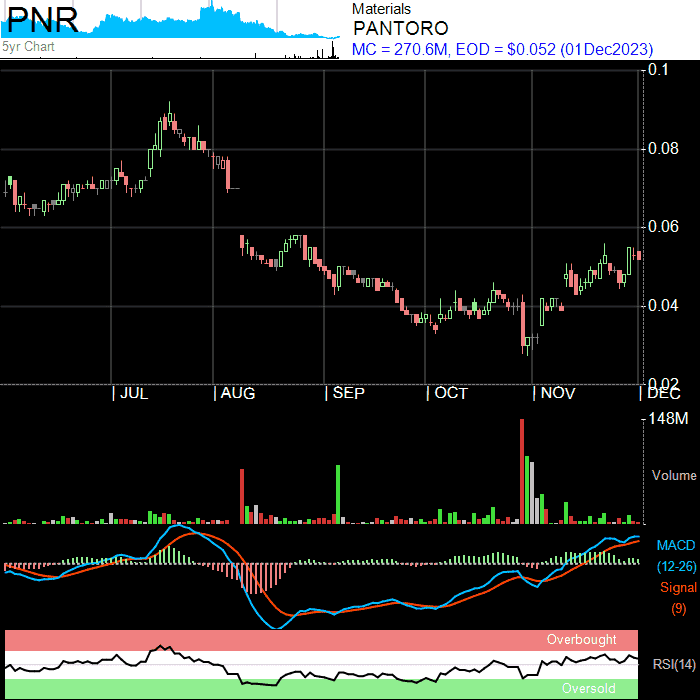 PNR
5yr Chart
Materials
PANTORO
MC = 270.6M, EOD = $0.052 (01Dec2023)
0.1
0.08
0.06
0.04
0.02
JUL AUG SEP OCT NOV DEC
148M
Volume
MACD
(12-26)
Signal
(9)
Overbought
RSI(14)
Oversold